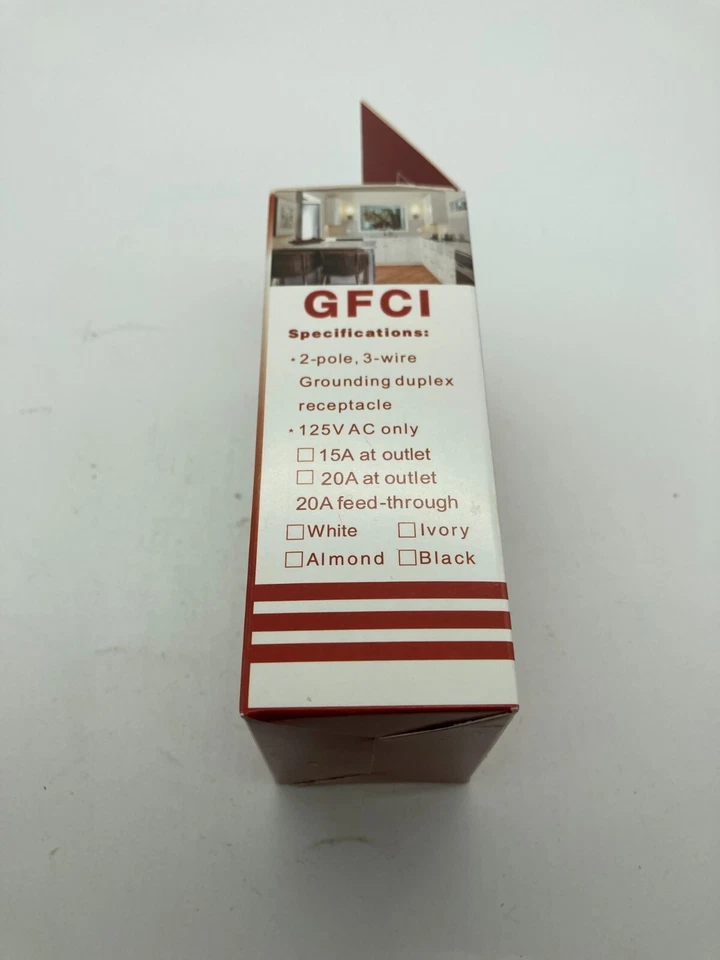 GFCI
Specifications:
• 2-pole, 3-wire
Grounding duplex
receptacle
• 125V AC only
☐ 15A at outlet
☐ 20A at outlet
20A feed-through
☐ White ☐ Ivory
☐ Almond ☐ Black